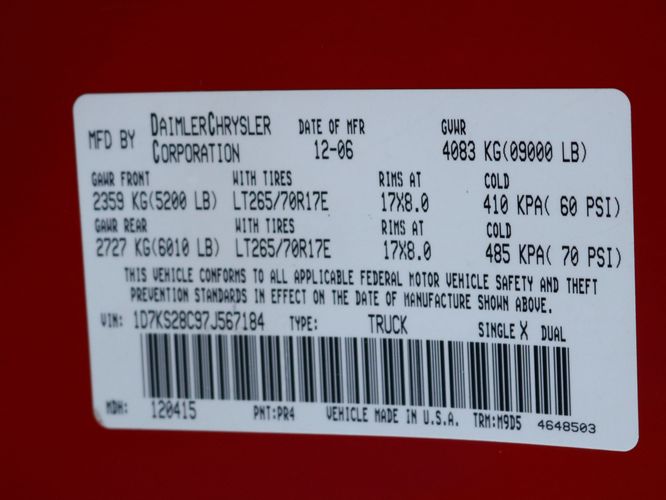 MFD BY DAIMLERCHRYSLER CORPORATION DATE OF MFR 12-06 GVWR 4083 KG(09000 LB)
GAWR FRONT WITH TIRES RIMS AT COLD
2359 KG(5200 LB) LT265/70R17E 17X8.0 410 KPA( 60 PSI)
GAWR REAR WITH TIRES RIMS AT COLD
2727 KG(6010 LB) LT265/70R17E 17X8.0 485 KPA( 70 PSI)
THIS VEHICLE CONFORMS TO ALL APPLICABLE FEDERAL MOTOR VEHICLE SAFETY AND THEFT
PREVENTION STANDARDS IN EFFECT ON THE DATE OF MANUFACTURE SHOWN ABOVE.
VIN: 1D7KS28C97J567184 TYPE: TRUCK SINGLE X DUAL
MDH: 120415 PNT:PR4 VEHICLE MADE IN U.S.A. TRM:M9D5 4648503